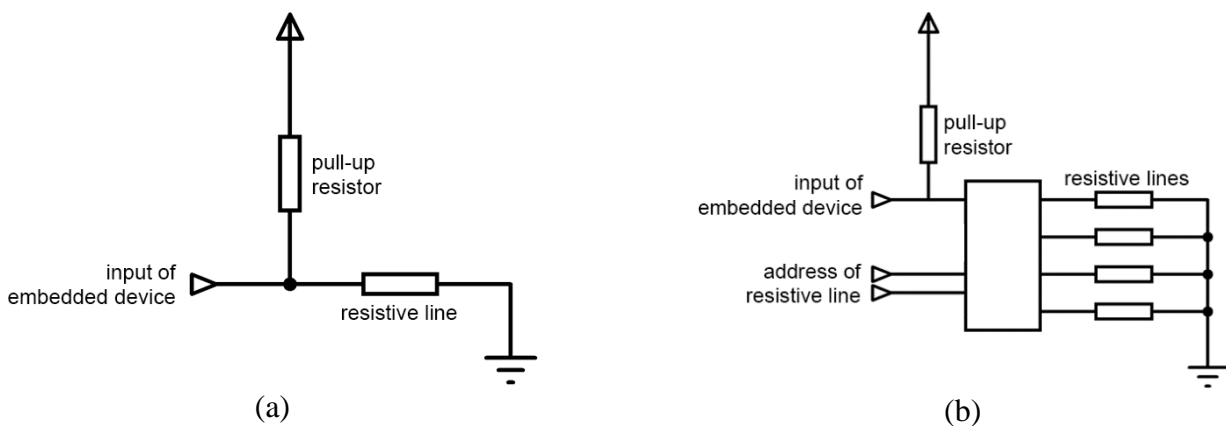 pull-up
resistor
input of
embedded device
resistive line
(a)
pull-up
resistor
input of
embedded device
resistive lines
address of
resistive line
(b)